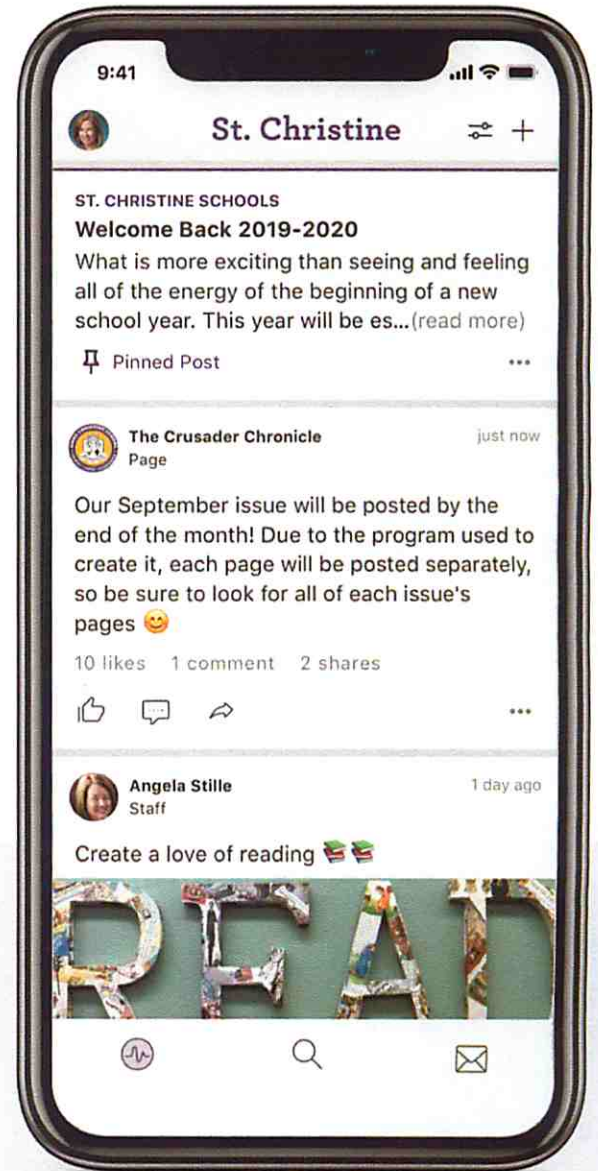 9:41
St. Christine
ST. CHRISTINE SCHOOLS
Welcome Back 2019-2020
What is more exciting than seeing and feeling
all of the energy of the beginning of a new
school year. This year will be es...(read more)
Pinned Post
The Crusader Chronicle
just now
Page
Our September issue will be posted by the
end of the month! Due to the program used to
create it, each page will be posted separately,
so be sure to look for all of each issue's
pages 😊
10 likes 1 comment 2 shares
Angela Stille
1 day ago
Staff
Create a love of reading 📚📚
READ